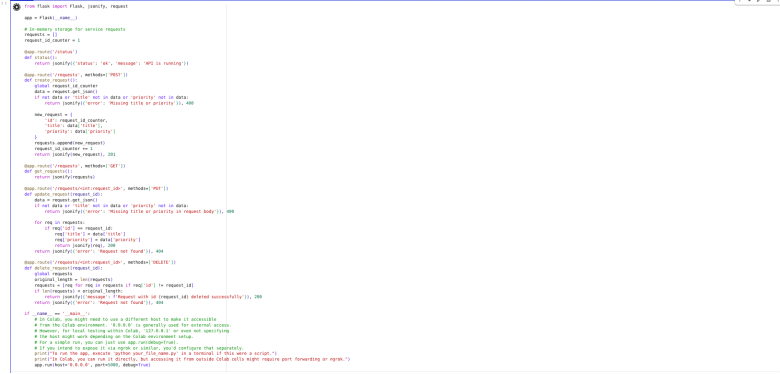 from flask import Flask, jsonify, request
app = Flask(__name__)
# In-memory storage for service requests
requests = []
request_id_counter = 1
@app.route('/status')
def status():
    return jsonify({'status': 'ok', 'message': 'API is running'})
@app.route('/requests', methods=['POST'])
def create_request():
    global request_id_counter
    data = request.get_json()
    if not data or 'title' not in data or 'priority' not in data:
        return jsonify({'error': 'Missing title or priority'}), 400
    new_request = {
        'id': request_id_counter,
        'title': data['title'],
        'priority': data['priority']
    }
    requests.append(new_request)
    request_id_counter += 1
    return jsonify(new_request), 201
@app.route('/requests', methods=['GET'])
def get_requests():
    return jsonify(requests)
@app.route('/requests/<int:request_id>', methods=['PUT'])
def update_request(request_id):
    data = request.get_json()
    if not data or 'title' not in data or 'priority' not in data:
        return jsonify({'error': 'Missing title or priority in request body'}), 400
    for req in requests:
        if req['id'] == request_id:
            req['title'] = data['title']
            req['priority'] = data['priority']
            return jsonify(req), 200
    return jsonify({'error': 'Request not found'}), 404
@app.route('/requests/<int:request_id>', methods=['DELETE'])
def delete_request(request_id):
    global requests
    original_length = len(requests)
    requests = [req for req in requests if req['id'] != request_id]
    if len(requests) < original_length:
        return jsonify({'message': f'Request with id {request_id} deleted successfully'}), 200
    return jsonify({'error': 'Request not found'}), 404
if __name__ == '__main__':
    # In Colab, you might need to use a different host to make it accessible
    # from the Colab environment. '0.0.0.0' is generally used for external access.
    # However, for local testing within Colab, '127.0.0.1' or even not specifying
    # the host might work depending on the Colab environment setup.
    # For a simple run, you can just use app.run(debug=True).
    # If you intend to expose it via ngrok or similar, you'd configure that separately.
    print("To run the app, execute 'python your_file_name.py' in a terminal (if this were a script).")
    print("In Colab, you can run it directly, but accessing it from outside Colab cells might require port forwarding or ngrok.")
    app.run(host='0.0.0.0', port=5000, debug=True)